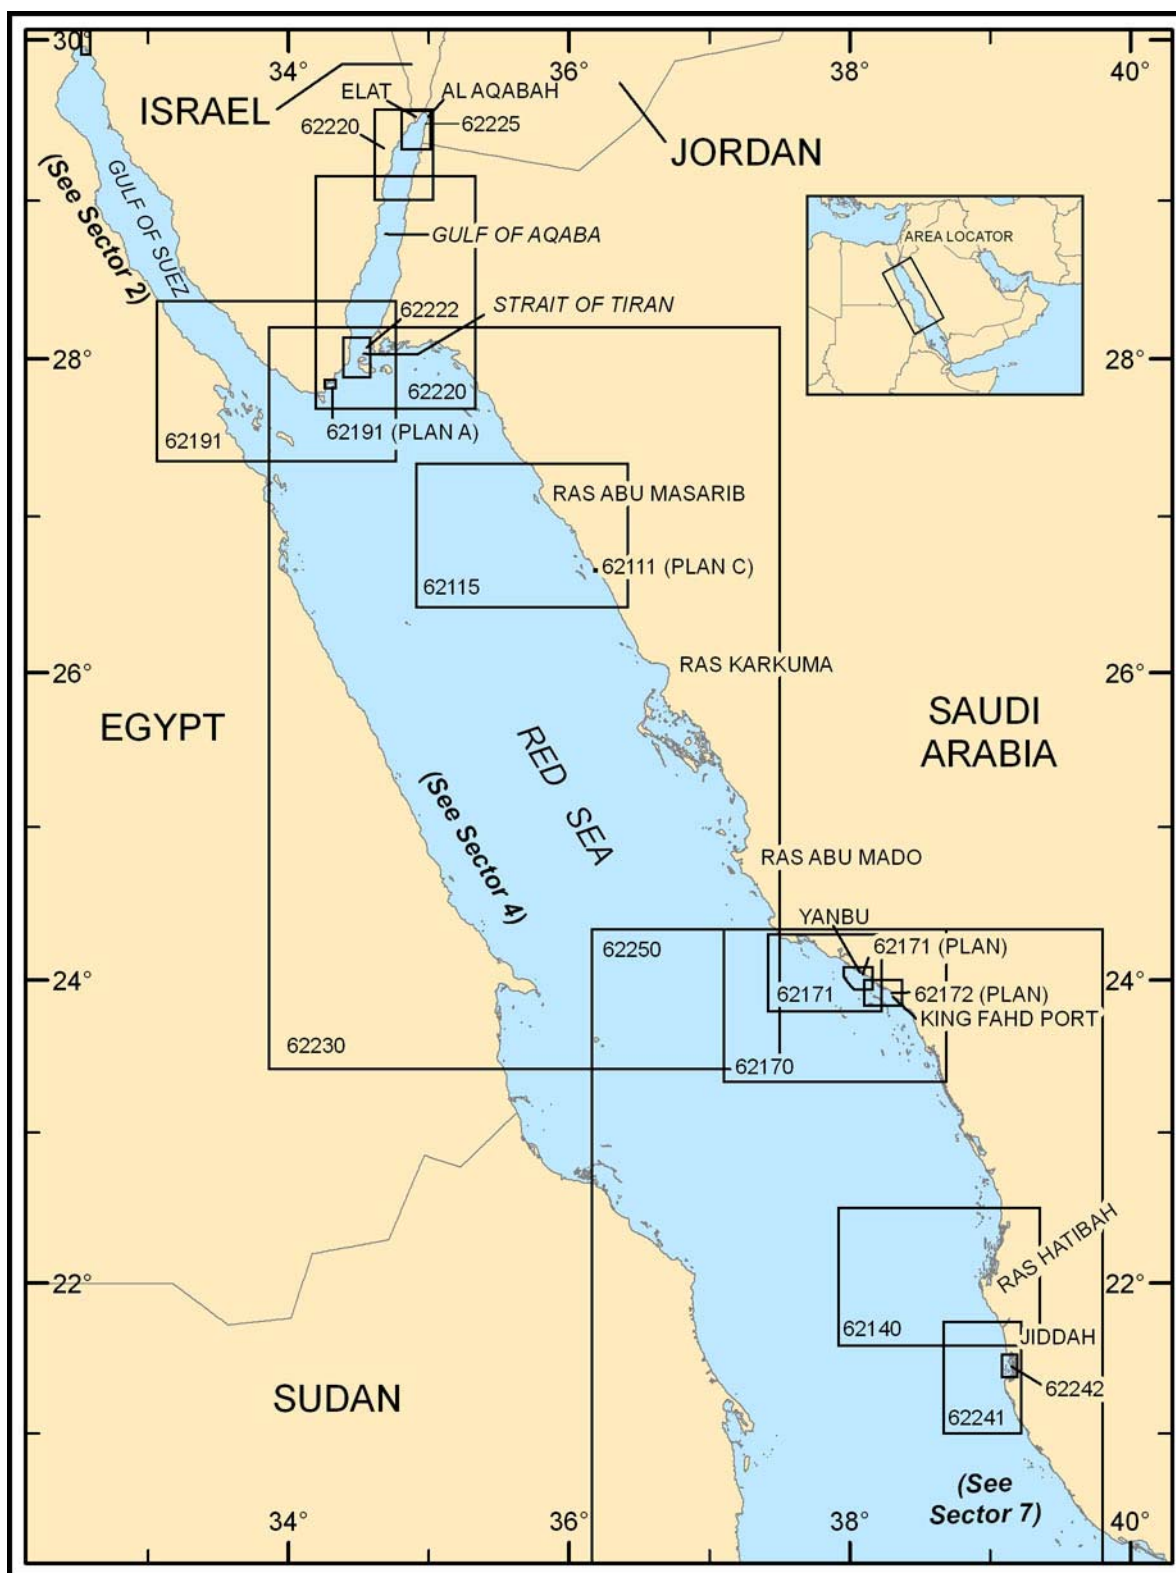 30°
34°
36°
38°
40°
ISRAEL
ELAT
AL AQABAH
62220
62225
JORDAN
(See Sector 2)
GULF OF SUEZ
GULF OF AQABA
AREA LOCATOR
62222
STRAIT OF TIRAN
28°
28°
62220
62191
62191 (PLAN A)
RAS ABU MASARIB
62115
62111 (PLAN C)
26°
RAS KARKUMA
26°
EGYPT
SAUDI
ARABIA
RED SEA
(See Sector 4)
RAS ABU MADO
YANBU
62250
62171 (PLAN)
24°
62171
62172 (PLAN)
24°
KING FAHD PORT
62230
62170
RAS HATIBAH
22°
22°
62140
JIDDAH
SUDAN
62242
62241
(See
Sector 7)
34°
36°
38°
40°